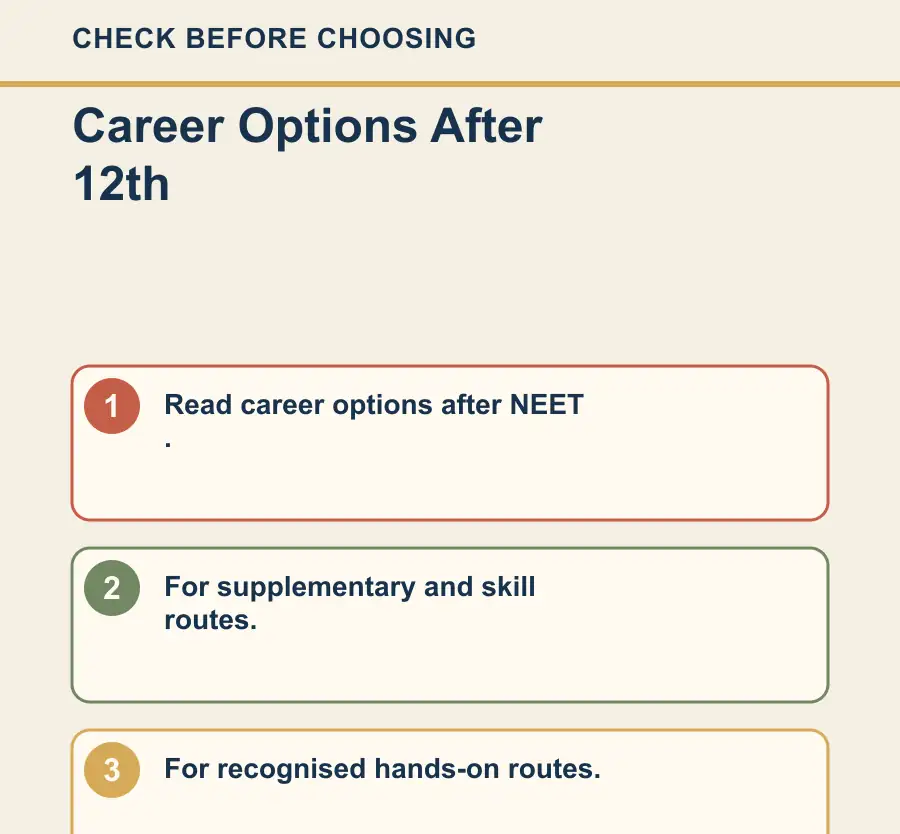 CHECK BEFORE CHOOSING
Career Options After
12th
1
Read career options after NEET
.
2
For supplementary and skill
routes.
3
For recognised hands-on routes.